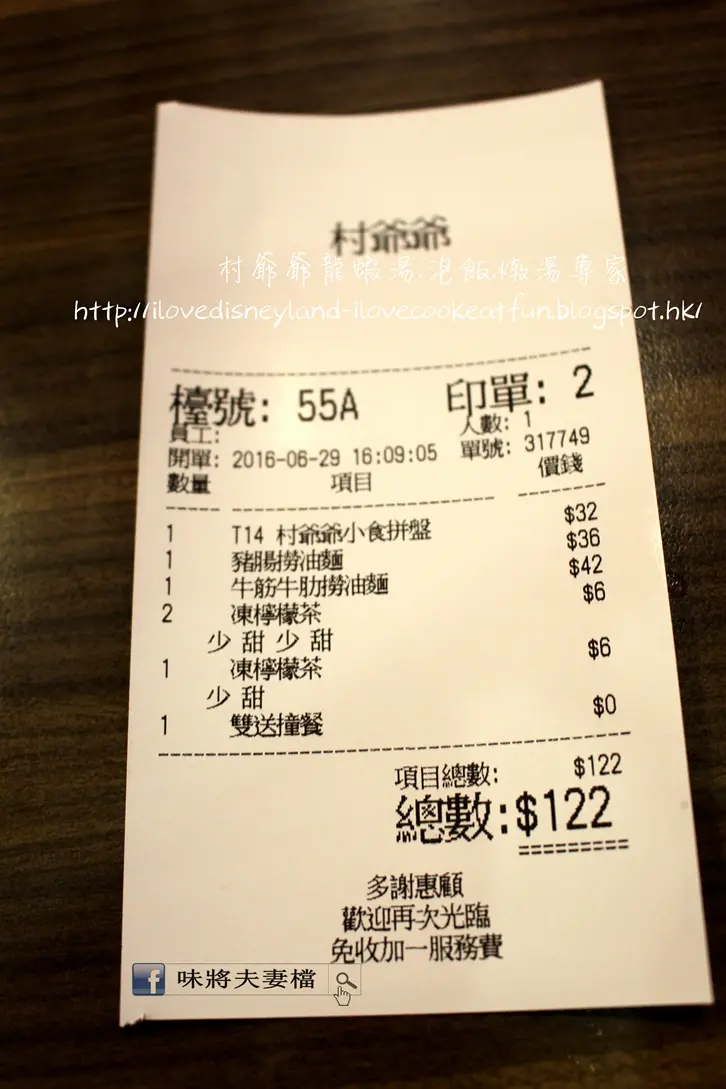 村爺爺
村爺爺龍蝦湯.泡飯.燉湯專家
http://ilovedisneyland-ilovecookeatfun.blogspot.hk/
檯號: 55A 印單: 2
員工: 人數: 1
開單: 2016-06-29 16:09:05 單號: 317749
數量 項目 價錢
1 T14 村爺爺小食拼盤 $32
1 豬腸撈油麵 $36
1 牛筋牛肋撈油麵 $42
2 凍檸檬茶 $6
少 甜 少 甜
1 凍檸檬茶 $6
少 甜
1 雙送撞餐 $0
項目總數: $122
總數:$122
多謝惠顧
歡迎再次光臨
免收加一服務費
味將夫妻檔